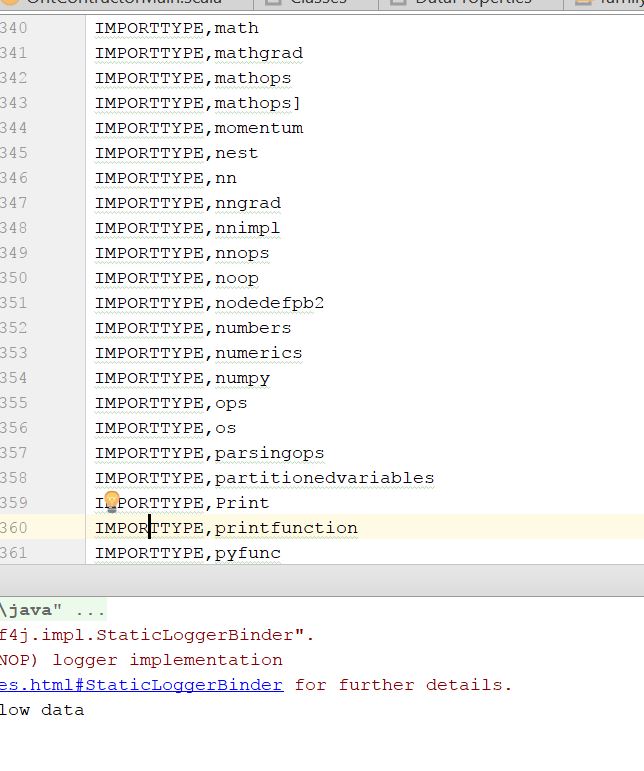 OntContractorMain.scala Classes DataProperties family
340 IMPORTTYPE,math
341 IMPORTTYPE,mathgrad
342 IMPORTTYPE,mathops
343 IMPORTTYPE,mathops]
344 IMPORTTYPE,momentum
345 IMPORTTYPE,nest
346 IMPORTTYPE,nn
347 IMPORTTYPE,nngrad
348 IMPORTTYPE,nnimpl
349 IMPORTTYPE,nnops
350 IMPORTTYPE,noop
351 IMPORTTYPE,nodedefpb2
352 IMPORTTYPE,numbers
353 IMPORTTYPE,numerics
354 IMPORTTYPE,numpy
355 IMPORTTYPE,ops
356 IMPORTTYPE,os
357 IMPORTTYPE,parsingops
358 IMPORTTYPE,partitionedvariables
359 IMPORTTYPE,Print
360 IMPORTTYPE,printfunction
361 IMPORTTYPE,pyfunc
\java" ...
f4j.impl.StaticLoggerBinder".
NOP) logger implementation
es.html#StaticLoggerBinder for further details.
low data